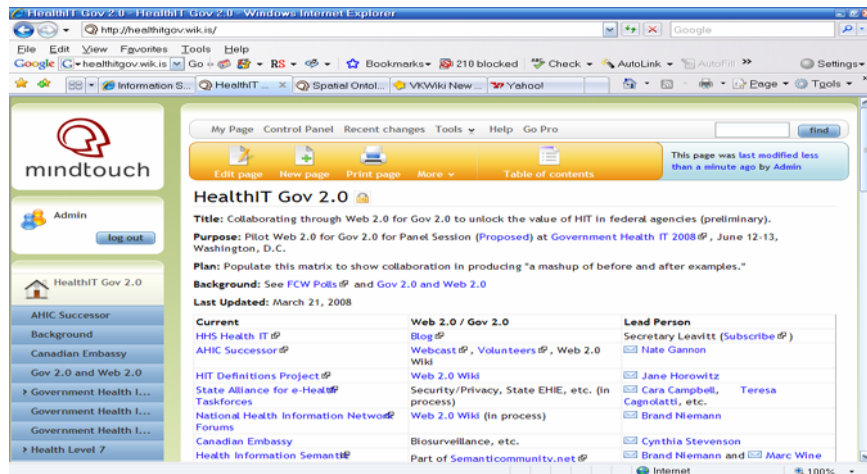 HealthIT Gov 2.0 - HealthIT Gov 2.0 - Windows Internet Explorer
http://healthitgov.wik.is/
Google
File Edit View Favorites Tools Help
Google healthitgov.wik.is Go RS Bookmarks 210 blocked Check AutoLink AutoFill Settings
Information S... HealthIT ... Spatial Ontol... VKWiki New ... Yahoo! Page Tools
My Page Control Panel Recent changes Tools Help Go Pro
find
mindtouch
Edit page New page Print page More Table of contents
This page was last modified less
than a minute ago by Admin
HealthIT Gov 2.0
Admin
log out
Title: Collaborating through Web 2.0 for Gov 2.0 to unlock the value of HIT in federal agencies (preliminary).
Purpose: Pilot Web 2.0 for Gov 2.0 for Panel Session (Proposed) at Government Health IT 2008, June 12-13,
Washington, D.C.
Plan: Populate this matrix to show collaboration in producing "a mashup of before and after examples."
Background: See FCW Polls and Gov 2.0 and Web 2.0
Last Updated: March 21, 2008
HealthIT Gov 2.0
AHIC Successor
Background
Canadian Embassy
Gov 2.0 and Web 2.0
Government Health I...
Government Health I...
Government Health I...
Health Level 7
Current Web 2.0 / Gov 2.0 Lead Person
HHS Health IT Blog Secretary Leavitt (Subscribe)
AHIC Successor Webcast, Volunteers, Web 2.0 Nate Gannon
Wiki
HIT Definitions Project Web 2.0 Wiki Jane Horowitz
State Alliance for e-Health Security/Privacy, State EHIE, etc. (in Cara Campbell, Teresa
Taskforces process) Cagnolatti, etc.
National Health Information Network Web 2.0 Wiki (in process) Brand Niemann
Forums
Canadian Embassy Biosurveillance, etc. Cynthia Stevenson
Health Information Semantic Part of Semanticommunity.net Brand Niemann and Marc Wine
Internet 100%